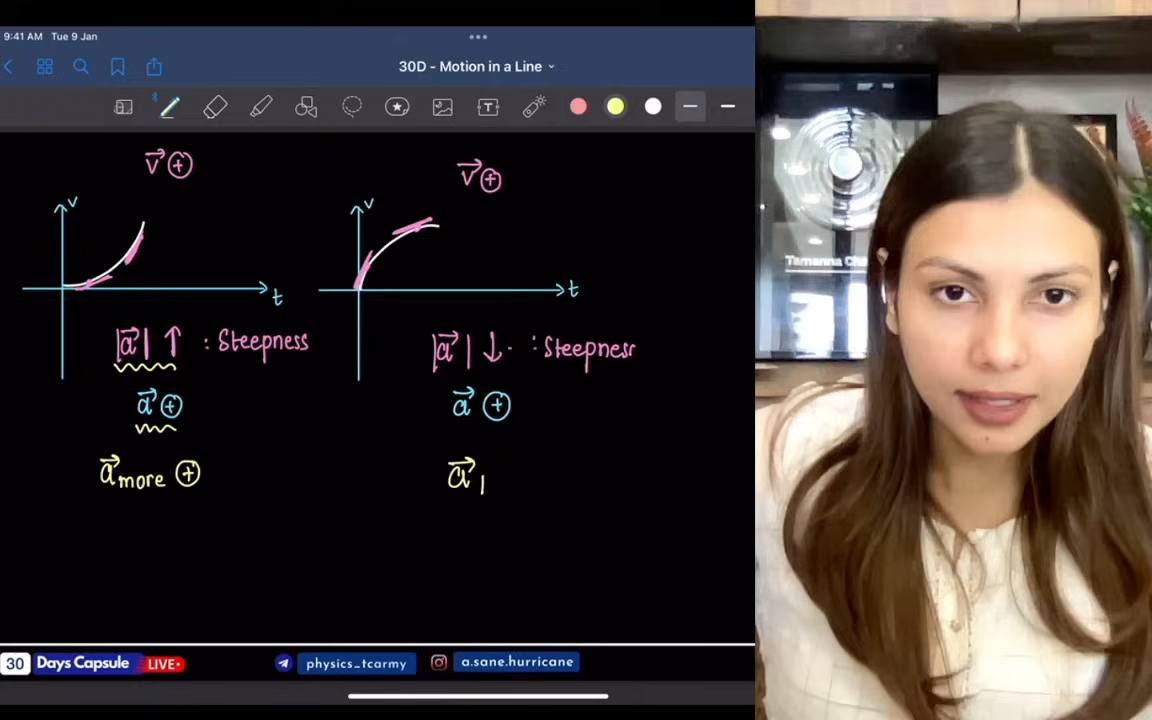 9:41 AM Tue 9 Jan
30D - Motion in a Line
T
v⃗ ⊕
v⃗ ⊕
v
v
t
t
|a⃗| ↑ : Steepness
|a⃗| ↓ : Steepness
a⃗ ⊕
a⃗ ⊕
a⃗ more ⊕
a⃗ l
30 Days Capsule LIVE
physics_tcarmy
a.sane.hurricane